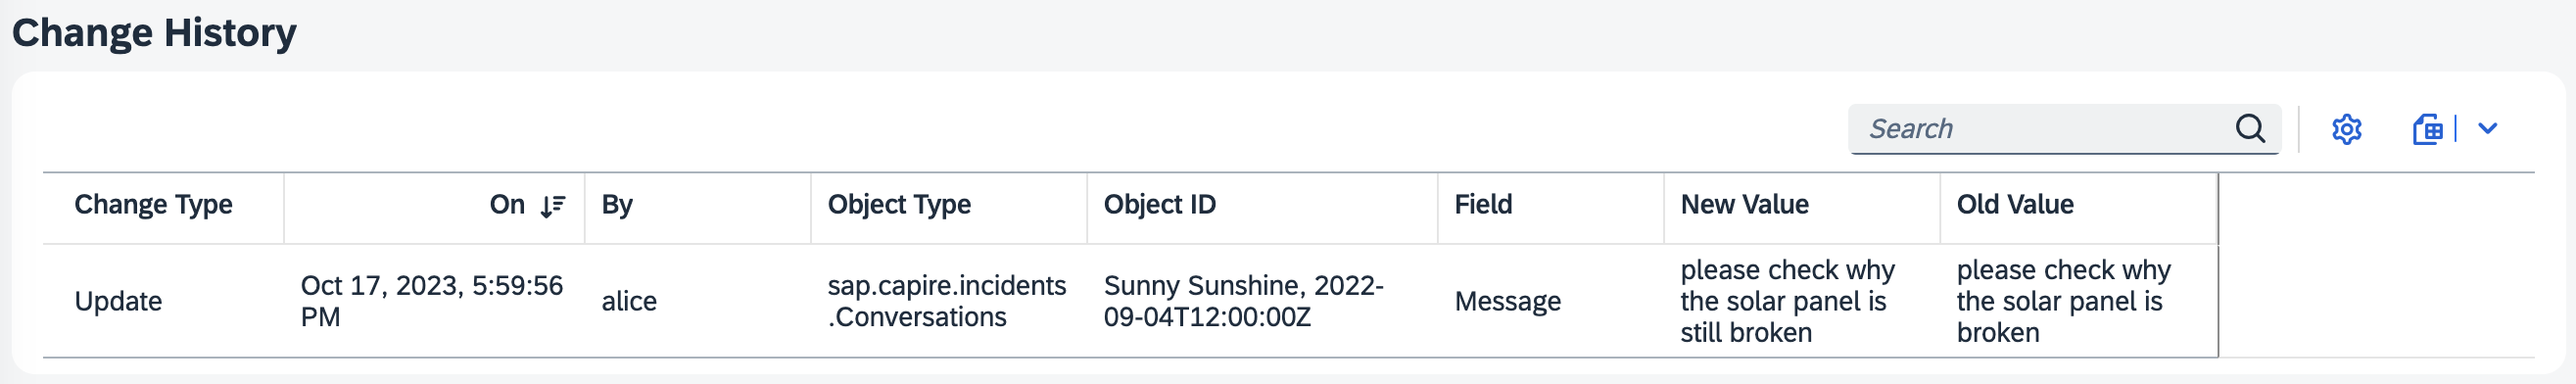 Change History
Search
Change Type On By Object Type Object ID Field New Value Old Value
Update
Oct 17, 2023, 5:59:56
PM
alice
sap.capire.incidents
.Conversations
Sunny Sunshine, 2022-
09-04T12:00:00Z
Message
please check why
the solar panel is
still broken
please check why
the solar panel is
broken